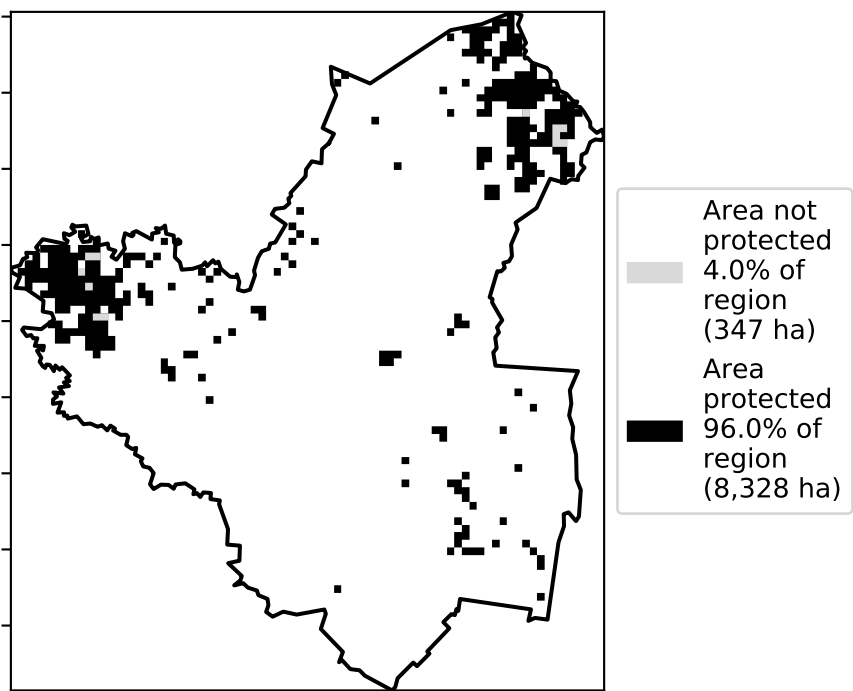 Area not
protected
4.0% of
region
(347 ha)
Area
protected
96.0% of
region
(8,328 ha)